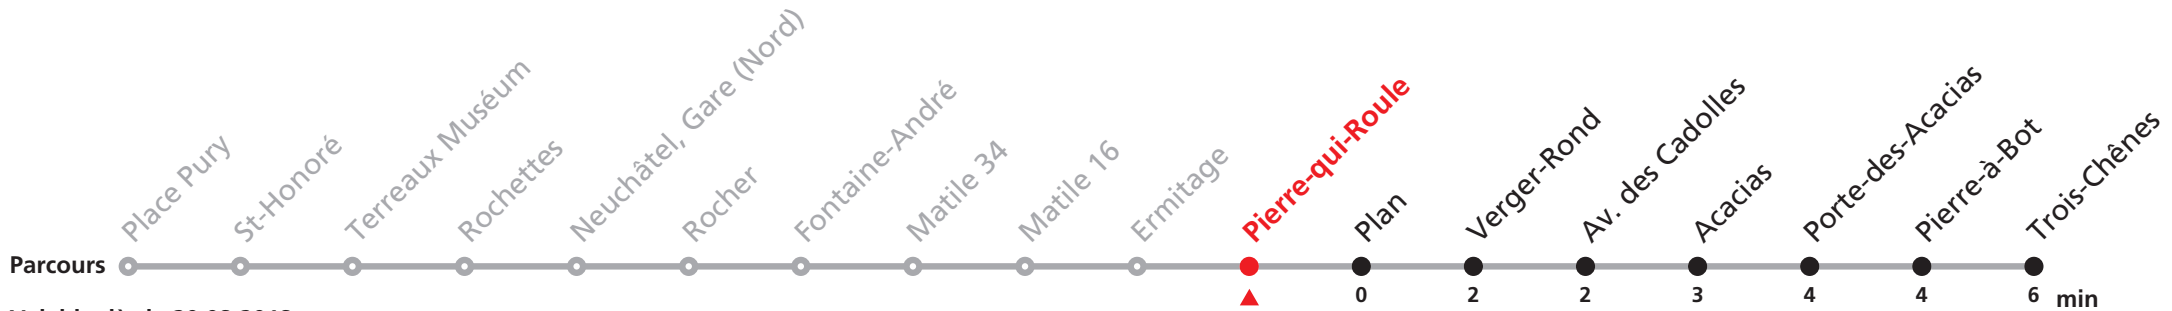 Place Pury
St-Honoré
Terreaux Muséum
Rochettes
Neuchâtel, Gare (Nord)
Rocher
Fontaine-André
Matile 34
Matile 16
Ermitage
Pierre-qui-Roule
Plan
Verger-Rond
Av. des Cadolles
Acacias
Porte-des-Acacias
Pierre-à-Bot
Trois-Chênes
Parcours
0 2 2 3 4 4 6 min